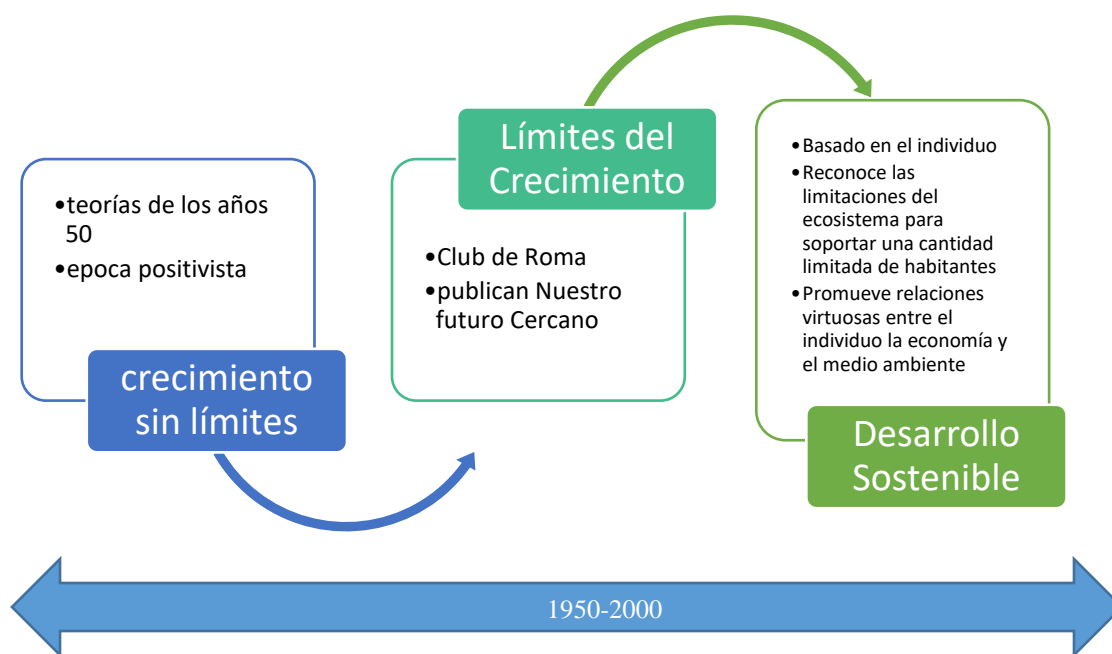 •teorías de los años
50
•epoca positivista
crecimiento
sin límites
Límites del
Crecimiento
•Club de Roma
•publican Nuestro
futuro Cercano
•Basado en el individuo
•Reconoce las
limitaciones del
ecosistema para
soportar una cantidad
limitada de habitantes
•Promueve relaciones
virtuosas entre el
individuo la economía y
el medio ambiente
Desarrollo
Sostenible
1950-2000